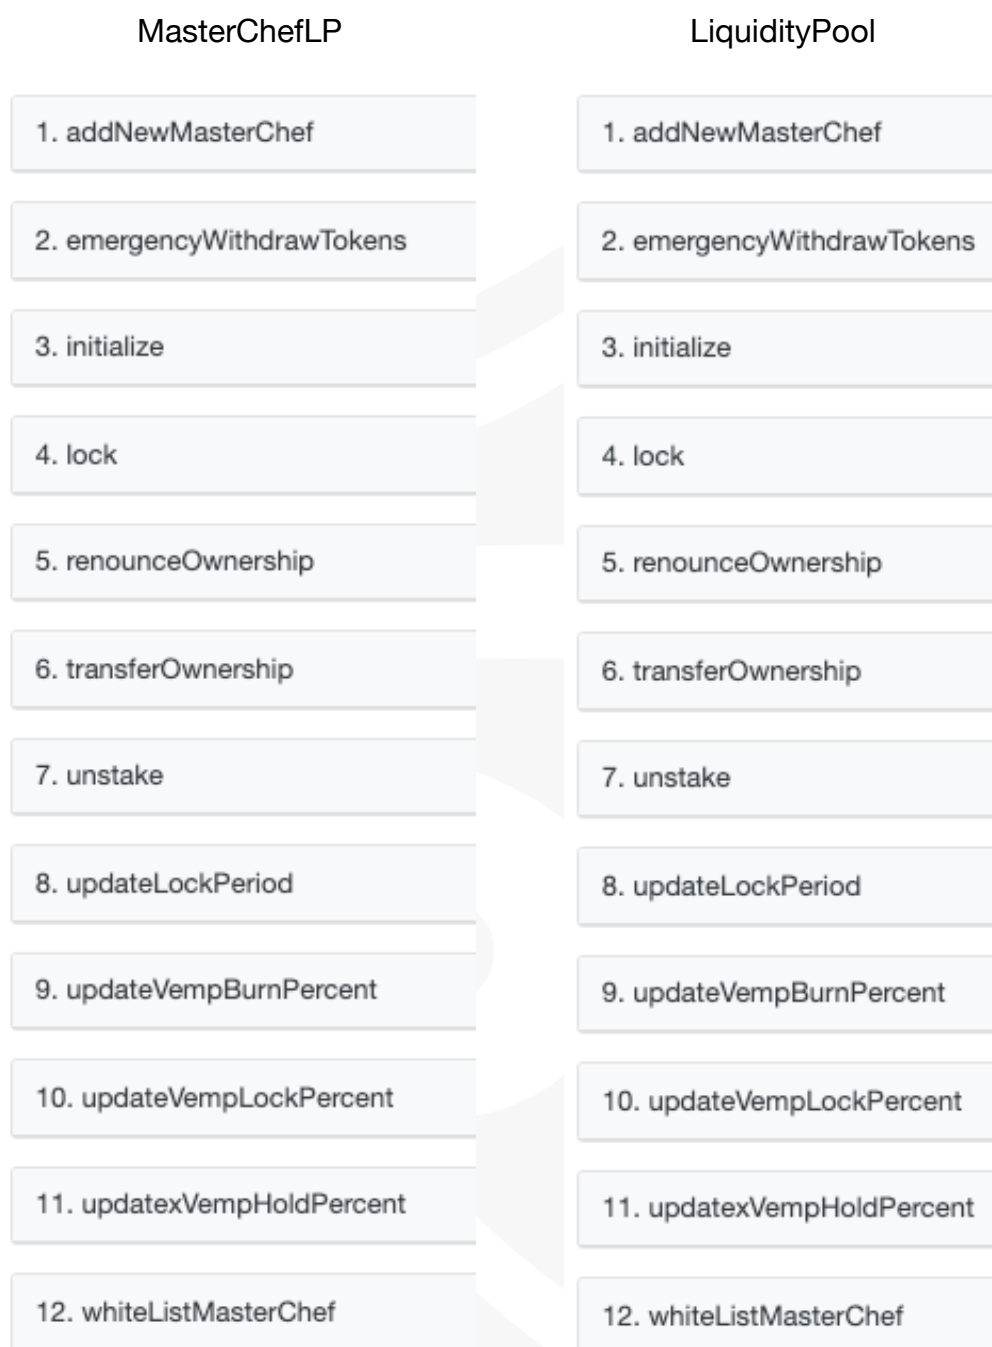 MasterChefLP
1. addNewMasterChef
2. emergencyWithdrawTokens
3. initialize
4. lock
5. renounceOwnership
6. transferOwnership
7. unstake
8. updateLockPeriod
9. updateVempBurnPercent
10. updateVempLockPercent
11. updatexVempHoldPercent
12. whiteListMasterChef
LiquidityPool
1. addNewMasterChef
2. emergencyWithdrawTokens
3. initialize
4. lock
5. renounceOwnership
6. transferOwnership
7. unstake
8. updateLockPeriod
9. updateVempBurnPercent
10. updateVempLockPercent
11. updatexVempHoldPercent
12. whiteListMasterChef